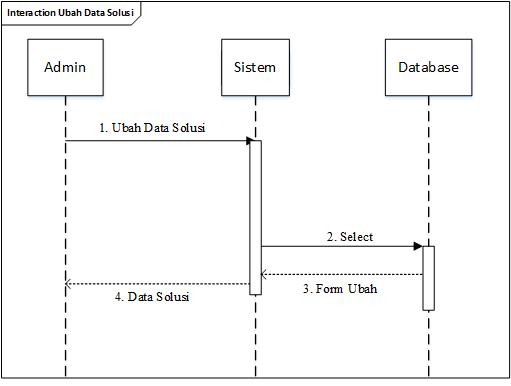 Interaction Ubah Data Solusi
Admin
Sistem
Database
1. Ubah Data Solusi
2. Select
3. Form Ubah
4. Data Solusi